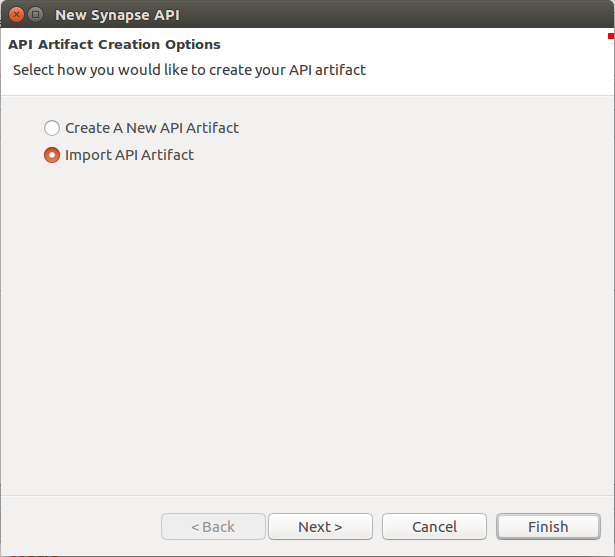 New Synapse API
API Artifact Creation Options
Select how you would like to create your API artifact
Create A New API Artifact
Import API Artifact
< Back
Next >
Cancel
Finish